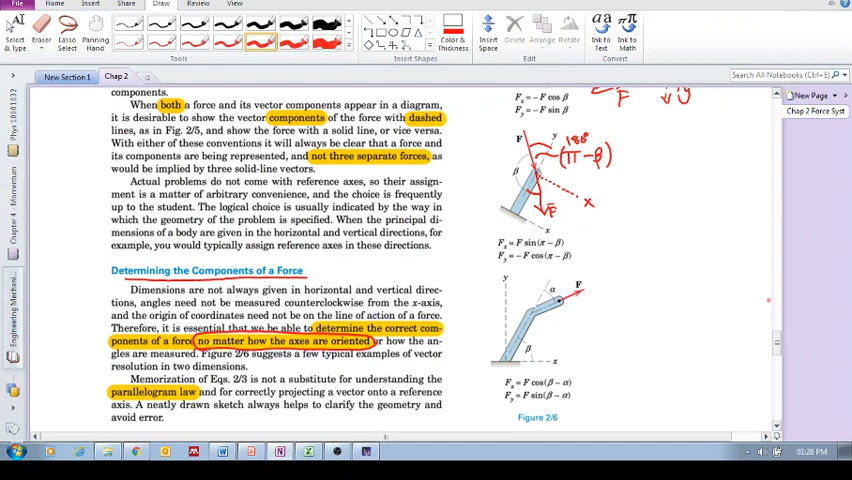 File
Home
Insert
Draw
History
Review
View
Select & Type
Eraser
Lasso Select
Panning Hand
Tools
Shapes
Color & Thickness
Insert Space
Delete
Arrange
Rotate
Edit
Ink to Text
Ink to Math
Convert
New Section 1
Chap 2
Search All Notebooks (Ctrl+E)
New Page
Chap 2 Force Syst
Phys 10101032
Chapter 4 - Momentum
Engineering Me
components.
When both a force and its vector components appear in a diagram,
it is desirable to show the vector components of the force with dashed
lines, as in Fig. 2/5, and show the force with a solid line, or vice versa.
With either of these conventions it will always be clear that a force and
its components are being represented, and not three separate forces, as
would be implied by three solid-line vectors.
Actual problems do not come with reference axes, so their assign-
ment is a matter of arbitrary convenience, and the choice is frequently
up to the student. The logical choice is usually indicated by the way in
which the geometry of the problem is specified. When the principal di-
mensions of a body are given in the horizontal and vertical directions, for
example, you would typically assign reference axes in these directions.
Determining the Components of a Force
Dimensions are not always given in horizontal and vertical direc-
tions, angles need not be measured counterclockwise from the x-axis,
and the origin of coordinates need not be on the line of action of a force.
Therefore, it is essential that we be able to determine the correct com-
ponents of a force no matter how the axes are oriented or how the an-
gles are measured. Figure 2/6 suggests a few typical examples of vector
resolution in two dimensions.
Memorization of Eqs. 2/3 is not a substitute for understanding the
parallelogram law and for correctly projecting a vector onto a reference
axis. A neatly drawn sketch always helps to clarify the geometry and
avoid error.
F
y
Fx = −F cos β
Fy = −F sin β
F
y
180°
(π − β)
β
x
F
x
Fx = F sin(π − β)
Fy = −F cos(π − β)
y
α
F
β
x
Fx = F cos(β − α)
Fy = F sin(β − α)
Figure 2/6
01:28 PM